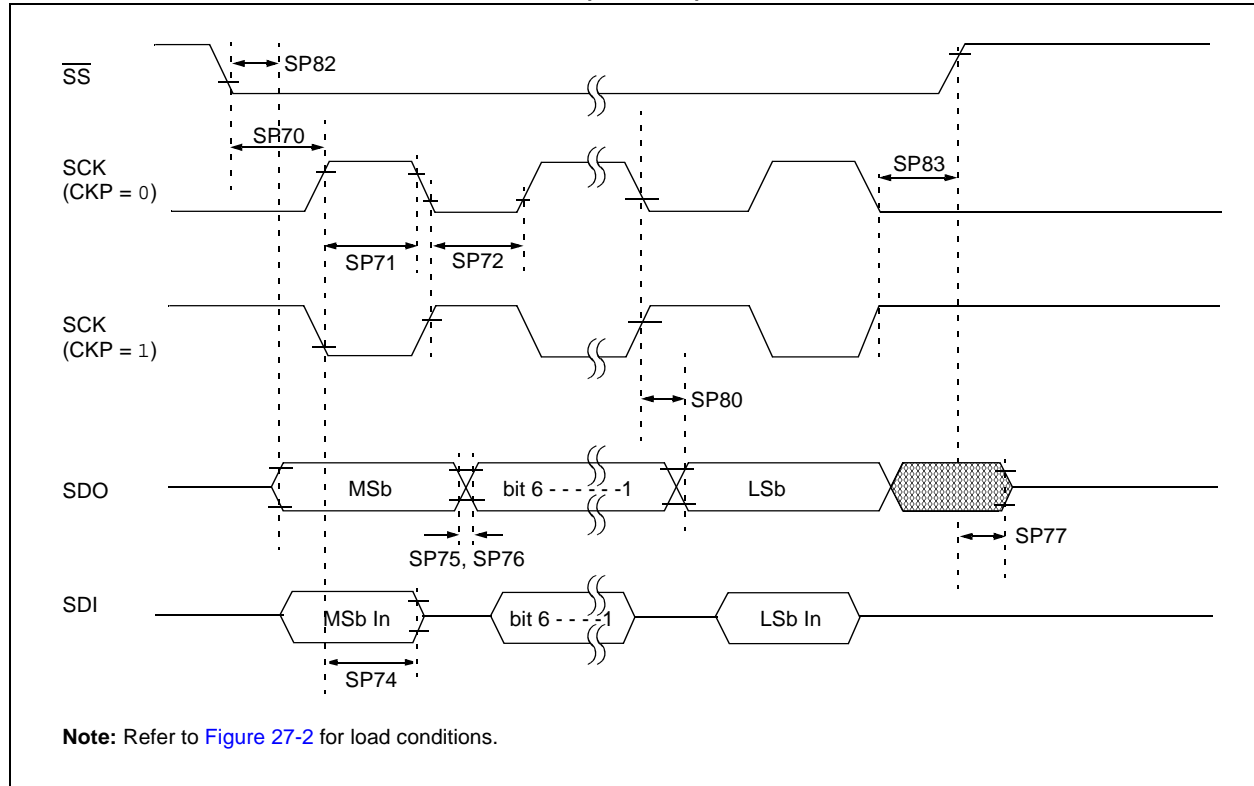 SS
SP82
SP70
SCK
(CKP = 0)
SP83
SP71
SP72
SCK
(CKP = 1)
SP80
SDO
MSb
bit 6 - - - - - -1
LSb
SP75, SP76
SP77
SDI
MSb In
bit 6 - - - -1
LSb In
SP74
Note: Refer to Figure 27-2 for load conditions.